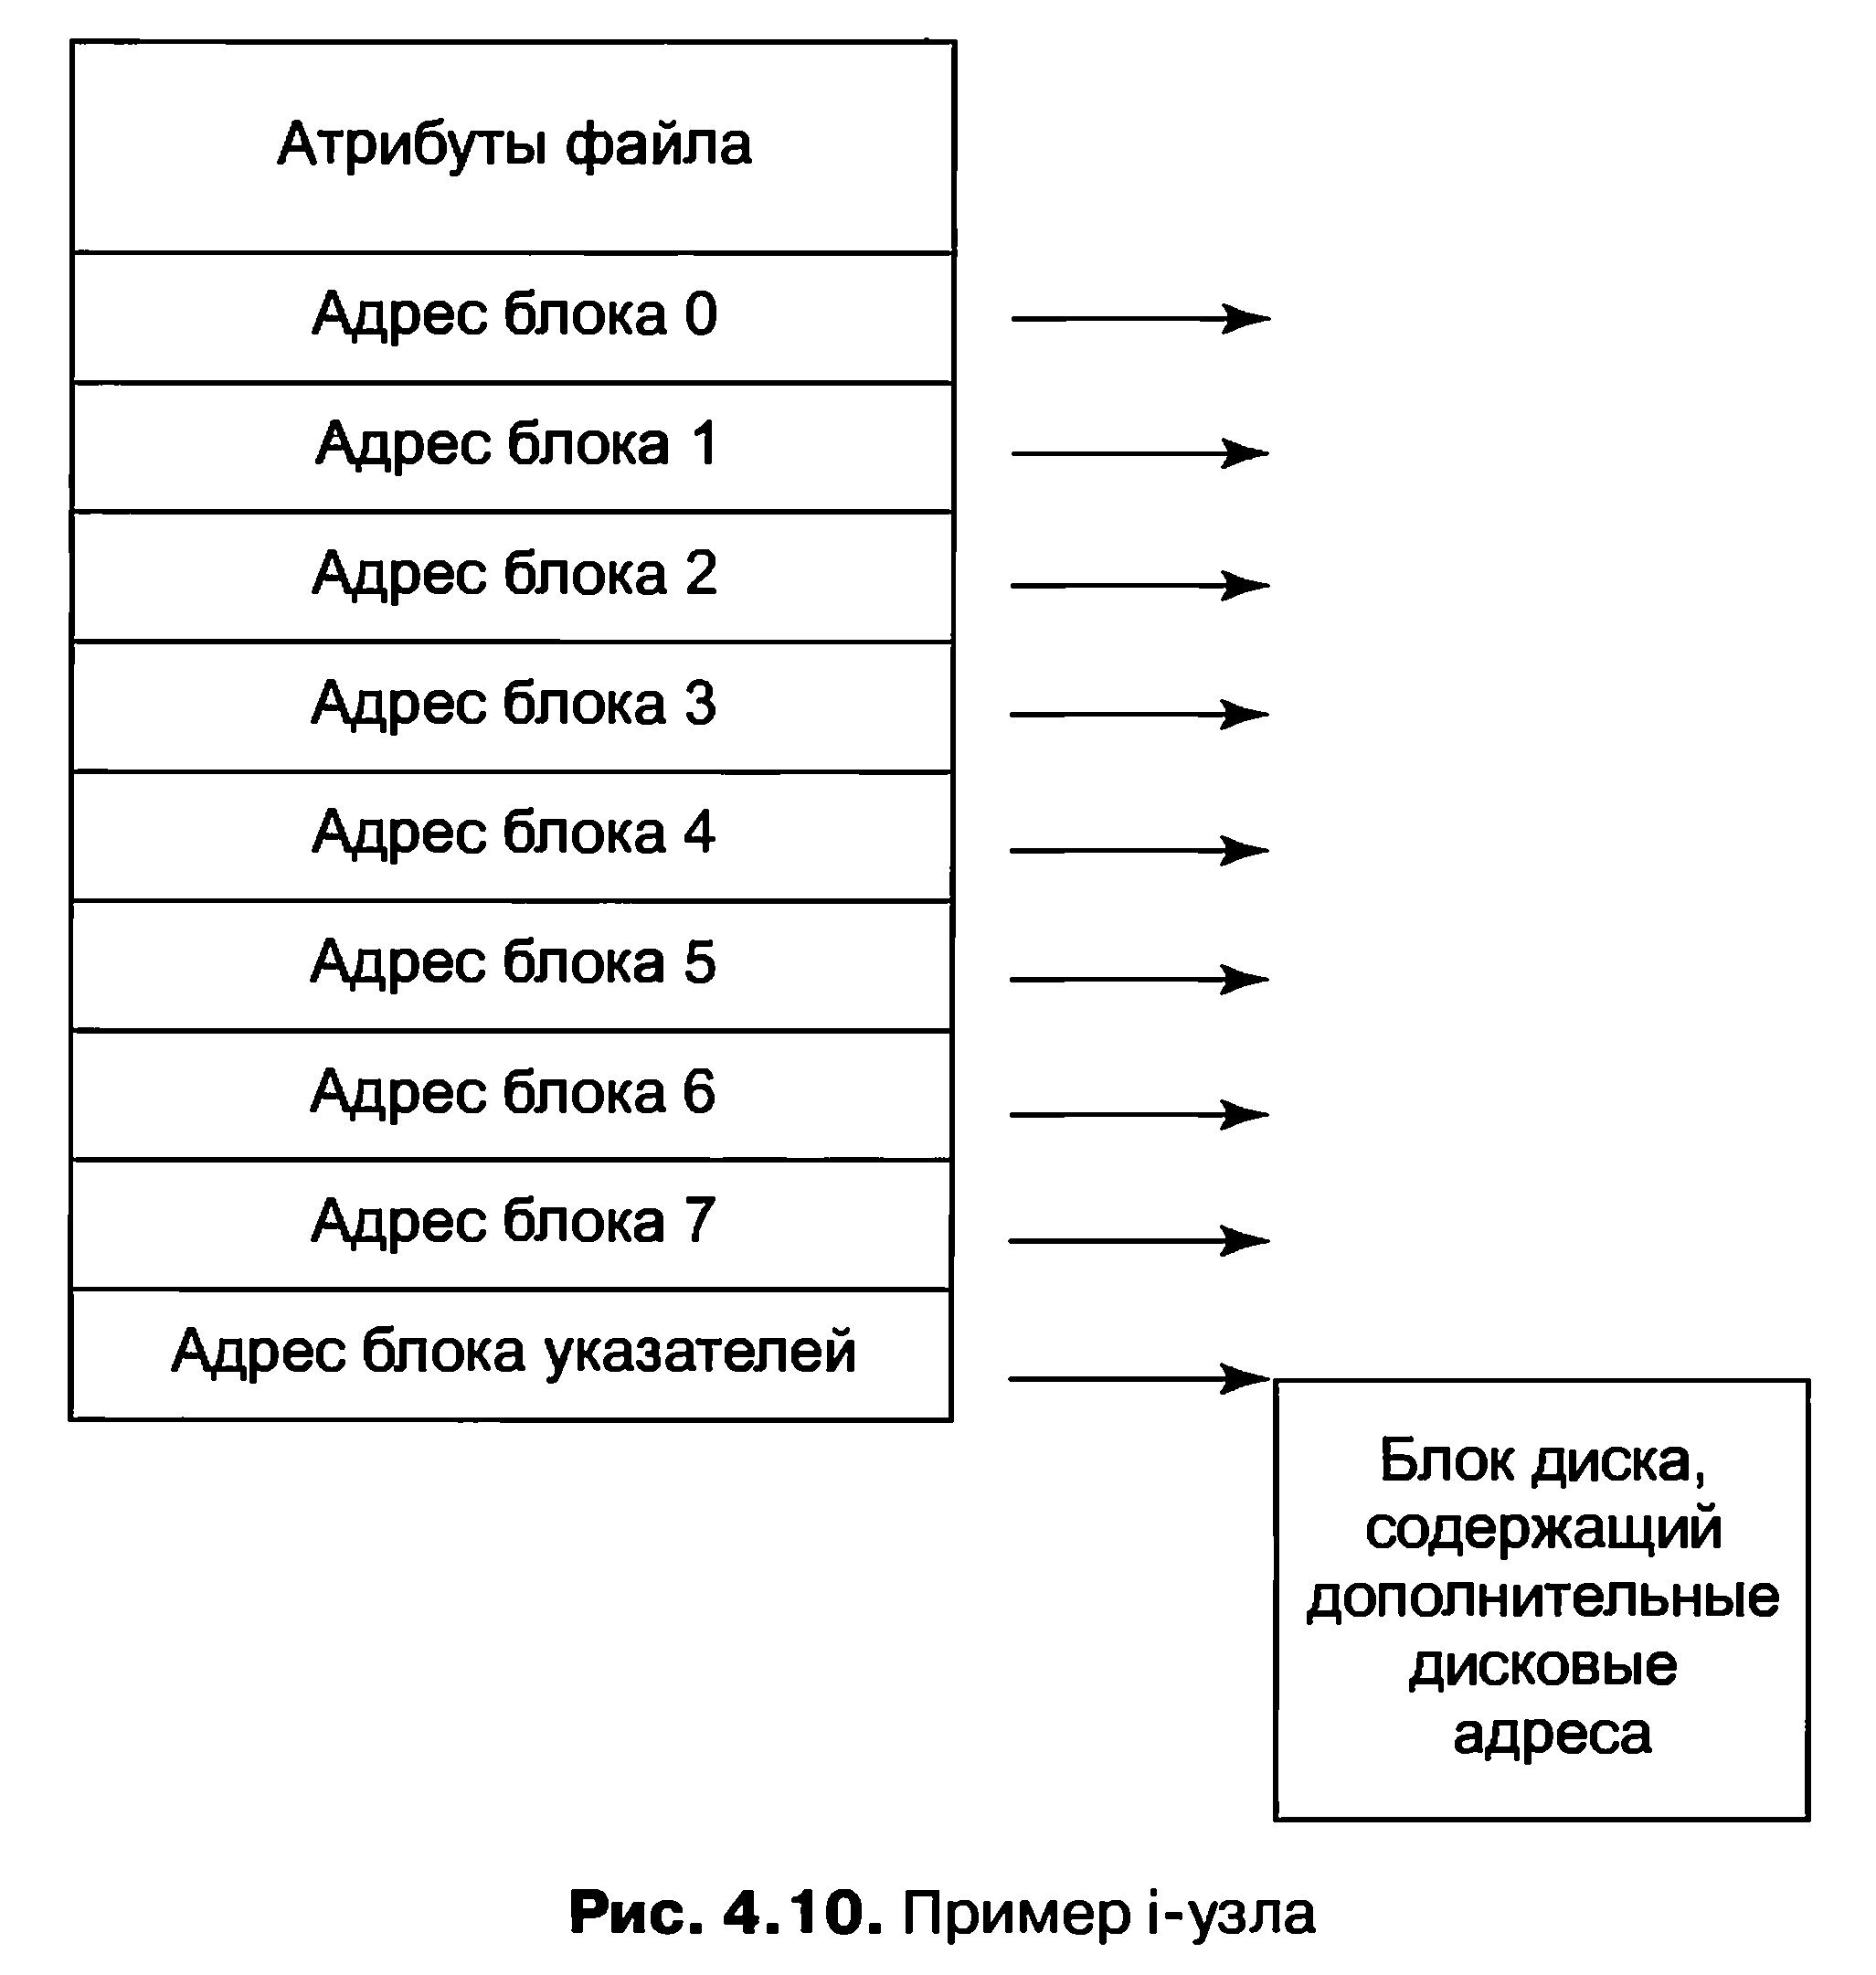 Атрибуты файла
Адрес блока 0
Адрес блока 1
Адрес блока 2
Адрес блока 3
Адрес блока 4
Адрес блока 5
Адрес блока 6
Адрес блока 7
Адрес блока указателей
Блок диска,
содержащий
дополнительные
дисковые
адреса
Рис. 4.10. Пример i-узла